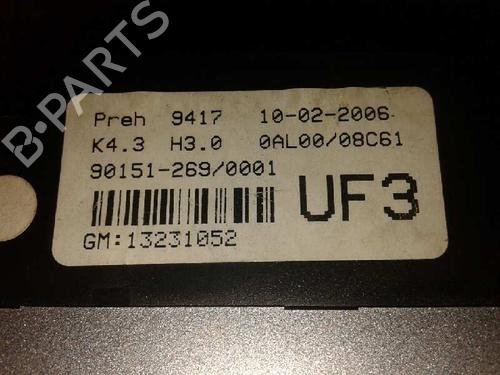 B-PARTS
Preh 9417 10-02-2006
K4.3 H3.0 0AL00/08C61
90151-269/0001
UF3
GM:13231052